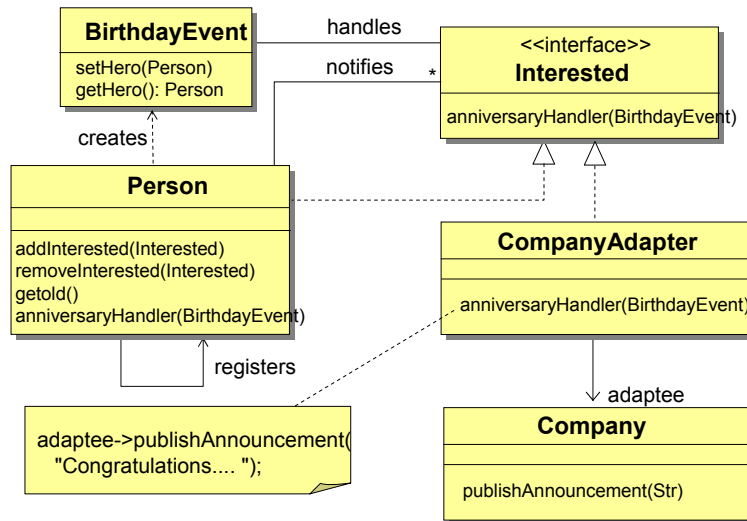 BirthdayEvent
setHero(Person)
getHero(): Person
handles
notifies
*
<<interface>>
Interested
anniversaryHandler(BirthdayEvent)
creates
Person
addInterested(Interested)
removeInterested(Interested)
getold()
anniversaryHandler(BirthdayEvent)
registers
CompanyAdapter
anniversaryHandler(BirthdayEvent)
adaptee
adaptee->publishAnnouncement(
"Congratulations.... ");
Company
publishAnnouncement(Str)